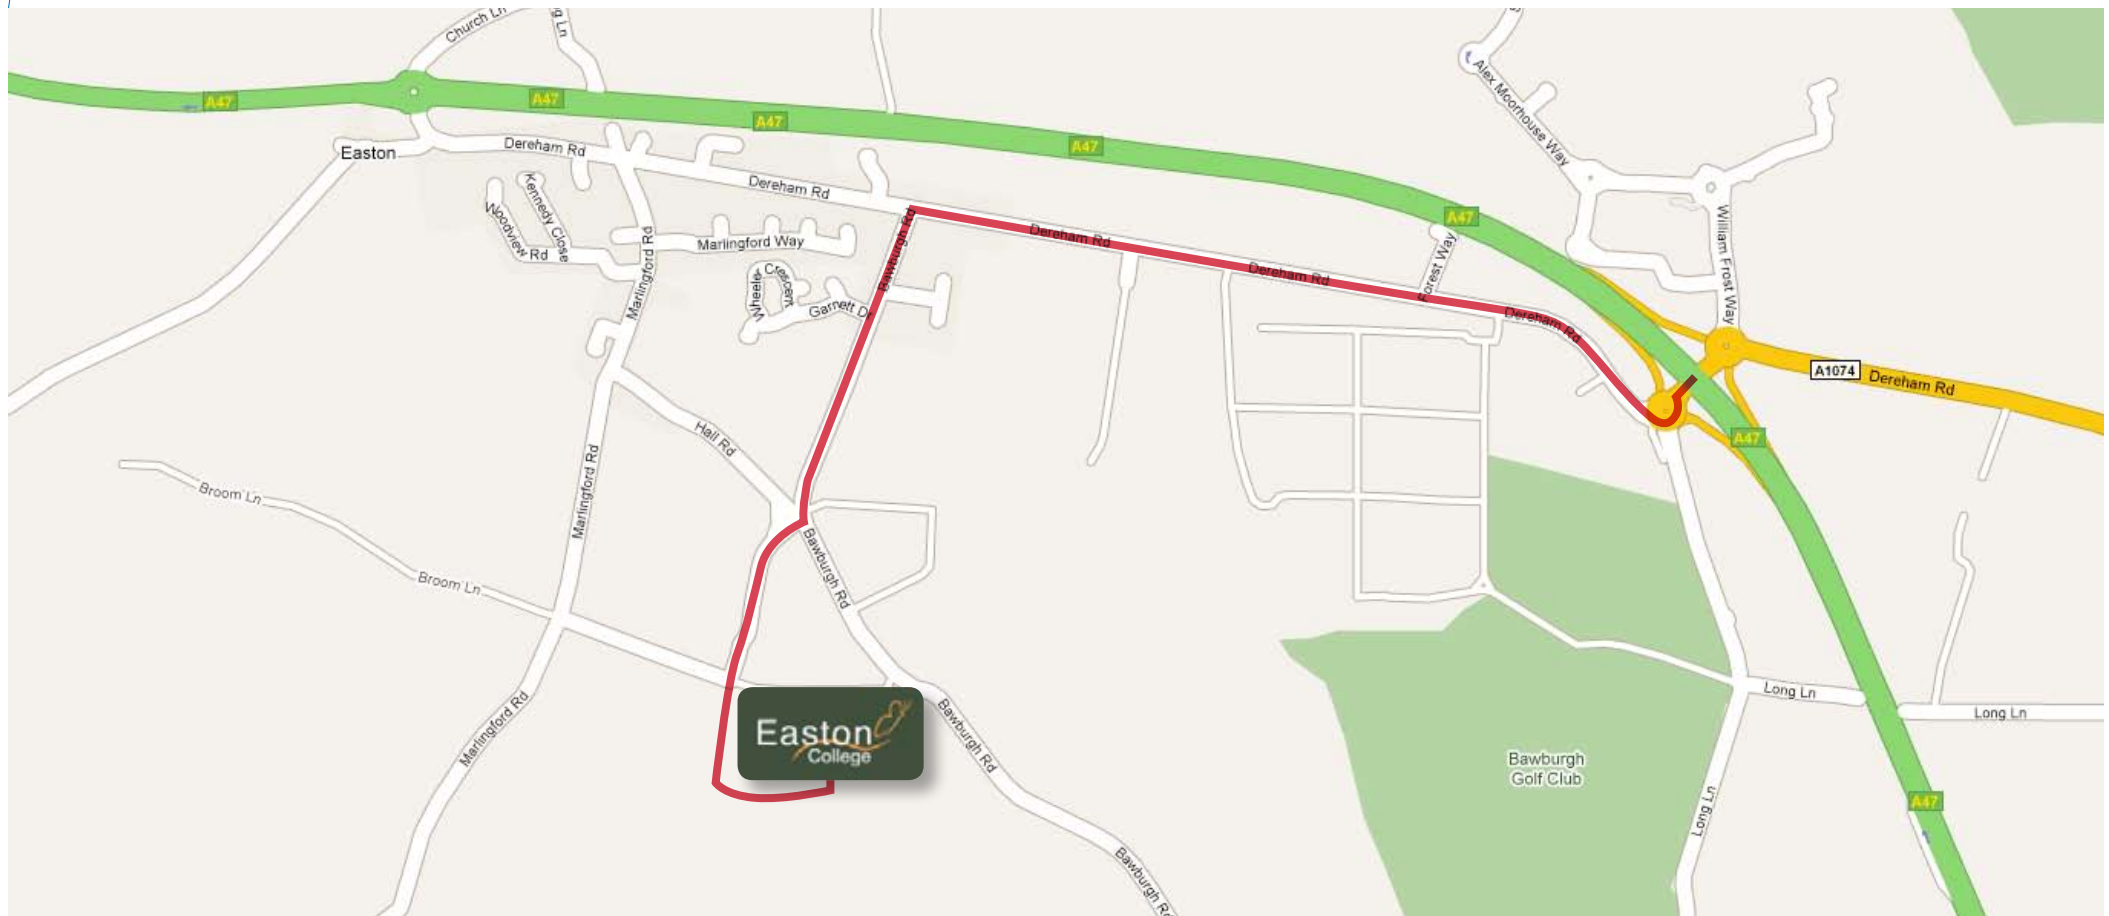 Church Ln
g Ln
A47
A47
A47
A47
A47
Alex Moorhouse Way
William Frost Way
Easton
Dereham Rd
Dereham Rd
Dereham Rd
Dereham Rd
Dereham Rd
Kennedy Close
Woodview Rd
Marlingford Rd
Marlingford Way
Bawburgh Rd
Wheeler Crescent
Garnett Dr
Forest Way
A1074
Dereham Rd
Hall Rd
A47
Broom Ln
Marlingford Rd
Bawburgh Rd
Broom Ln
Marlingford Rd
Easton
College
Bawburgh Rd
Long Ln
Long Ln
Bawburgh
Golf Club
Long Ln
A47
Bawburgh Rd